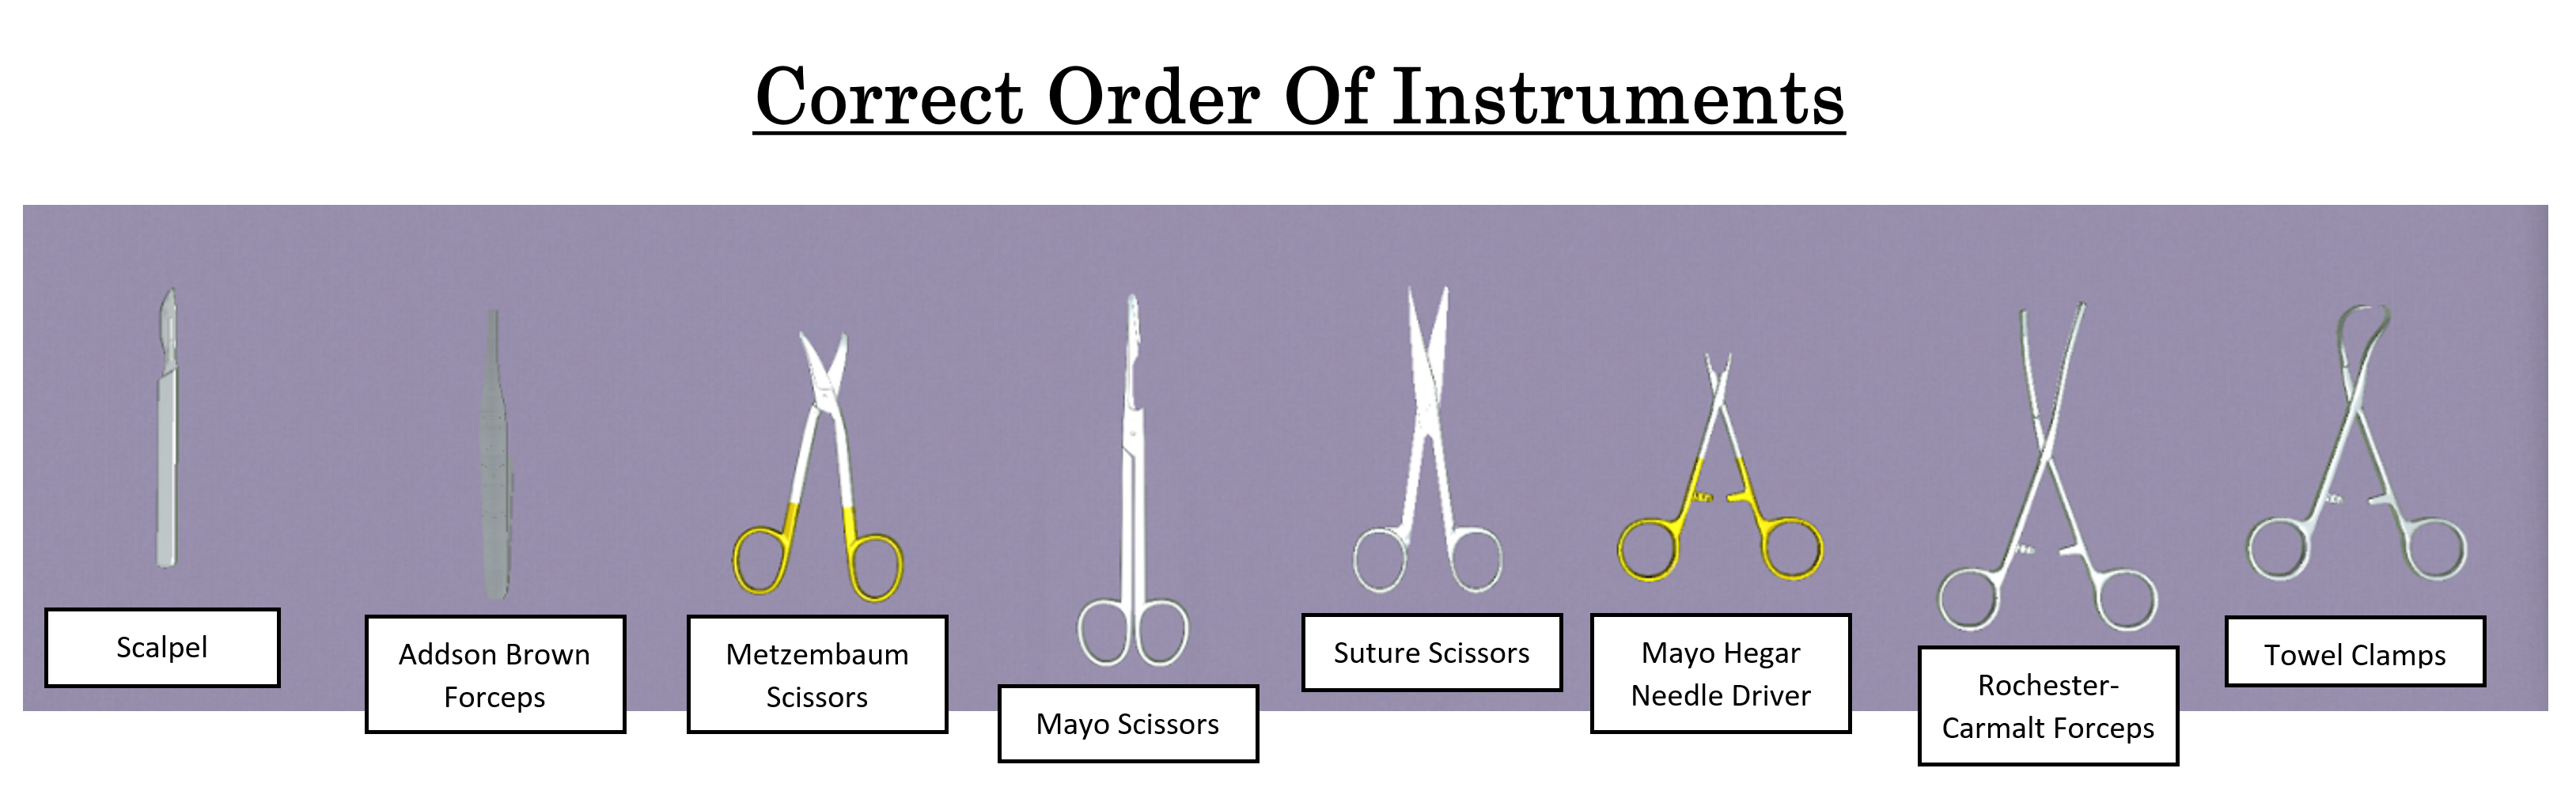 Correct Order Of Instruments
Scalpel
Addson Brown
Forceps
Metzembaum
Scissors
Mayo Scissors
Suture Scissors
Mayo Hegar
Needle Driver
Rochester-
Carmalt Forceps
Towel Clamps